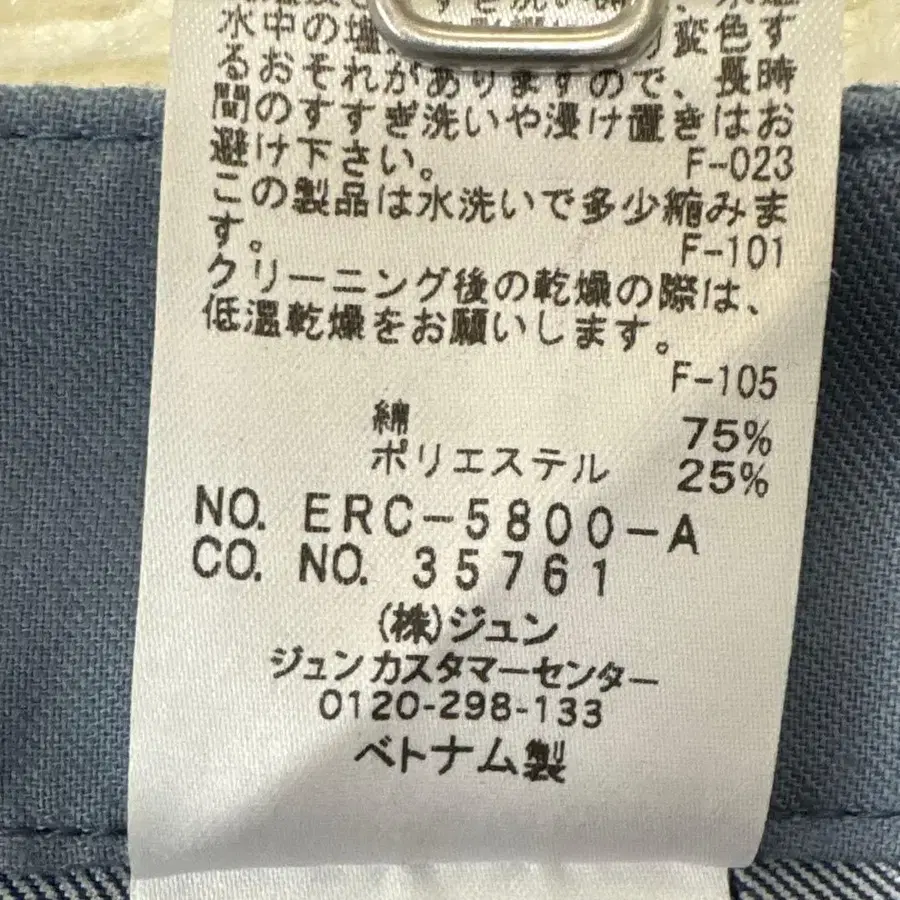 水中の塩
変色す
るおそれがありますので、長時
間のすすぎ洗いや浸け置きはお
避け下さい。
F-023
この製品は水洗いで多少縮みま
す。
F-101
クリーニング後の乾燥の際は、
低温乾燥をお願いします。
F-105
綿 75%
ポリエステル 25%
NO. ERC-5800-A
CO. NO. 35761
(株)ジュン
ジュンカスタマーセンター
0120-298-133
ベトナム製